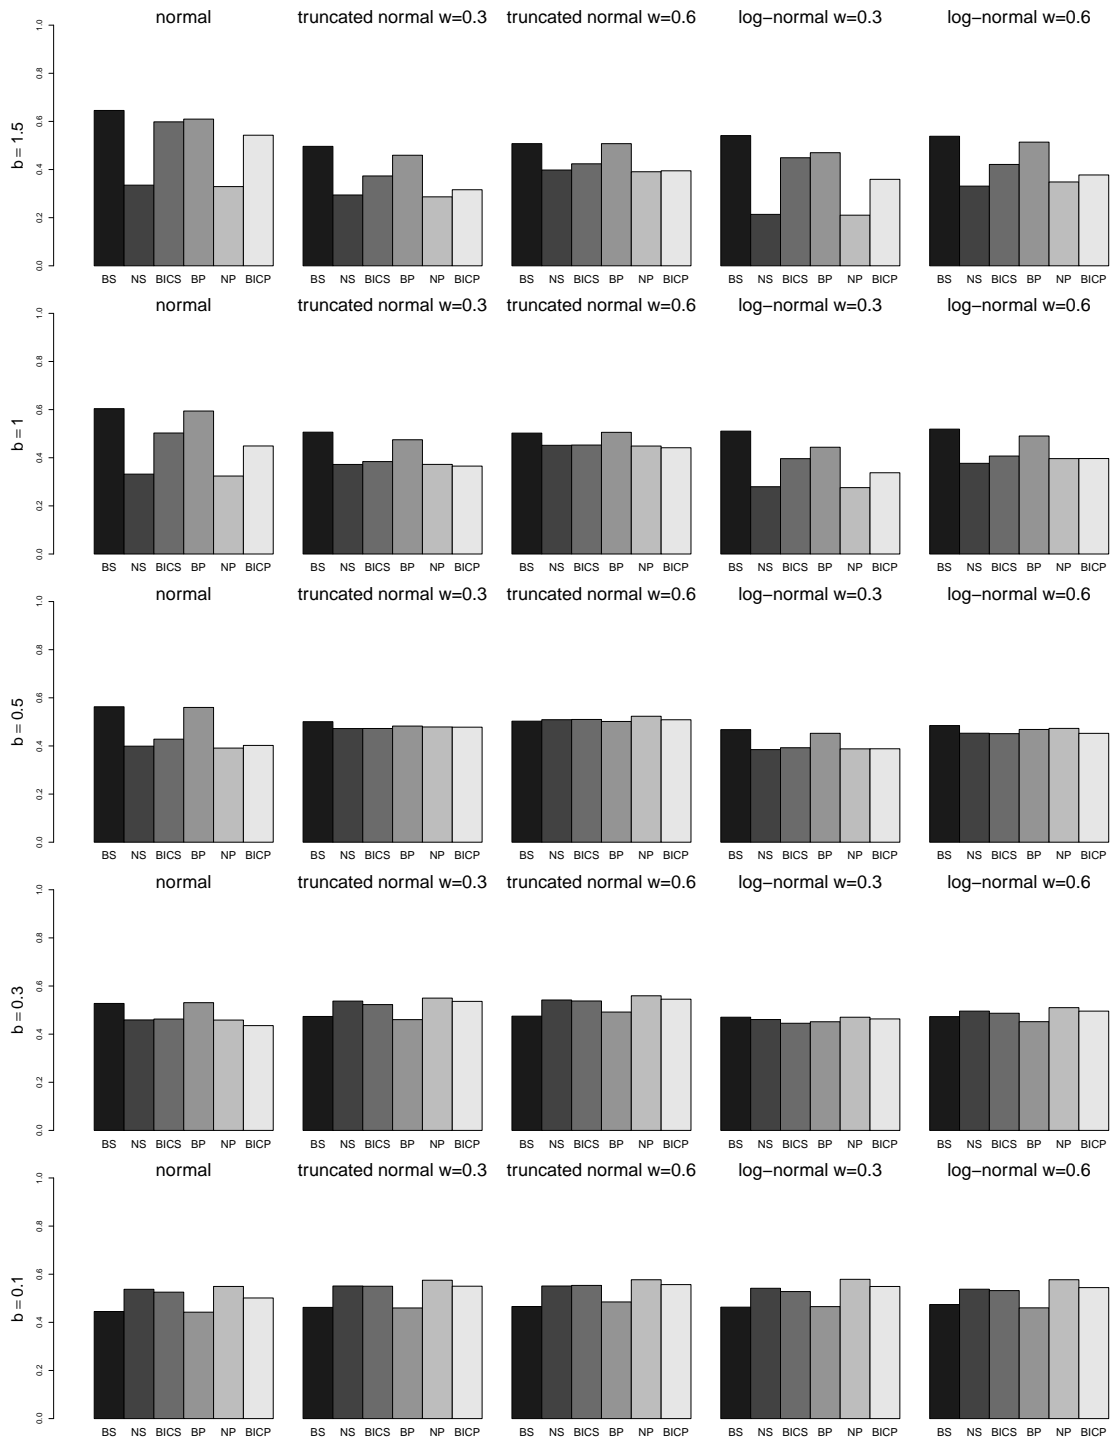 normal truncated normal w=0.3 truncated normal w=0.6 log−normal w=0.3 log−normal w=0.6
b = 1.5
1.0
0.8
0.6
0.4
0.2
0.0
BS NS BICS BP NP BICP BS NS BICS BP NP BICP BS NS BICS BP NP BICP BS NS BICS BP NP BICP BS NS BICS BP NP BICP
normal truncated normal w=0.3 truncated normal w=0.6 log−normal w=0.3 log−normal w=0.6
b = 1
1.0
0.8
0.6
0.4
0.2
0.0
BS NS BICS BP NP BICP BS NS BICS BP NP BICP BS NS BICS BP NP BICP BS NS BICS BP NP BICP BS NS BICS BP NP BICP
normal truncated normal w=0.3 truncated normal w=0.6 log−normal w=0.3 log−normal w=0.6
b = 0.5
1.0
0.8
0.6
0.4
0.2
0.0
BS NS BICS BP NP BICP BS NS BICS BP NP BICP BS NS BICS BP NP BICP BS NS BICS BP NP BICP BS NS BICS BP NP BICP
normal truncated normal w=0.3 truncated normal w=0.6 log−normal w=0.3 log−normal w=0.6
b = 0.3
1.0
0.8
0.6
0.4
0.2
0.0
BS NS BICS BP NP BICP BS NS BICS BP NP BICP BS NS BICS BP NP BICP BS NS BICS BP NP BICP BS NS BICS BP NP BICP
normal truncated normal w=0.3 truncated normal w=0.6 log−normal w=0.3 log−normal w=0.6
b = 0.1
1.0
0.8
0.6
0.4
0.2
0.0
BS NS BICS BP NP BICP BS NS BICS BP NP BICP BS NS BICS BP NP BICP BS NS BICS BP NP BICP BS NS BICS BP NP BICP